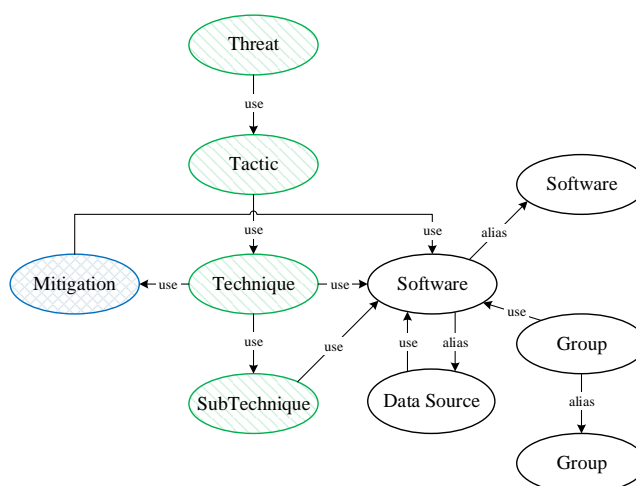 Threat
use
Tactic
Software
use
use
alias
Mitigation
use
Technique
use
Software
use
use
use
use
alias
Group
SubTechnique
Data Source
alias
Group